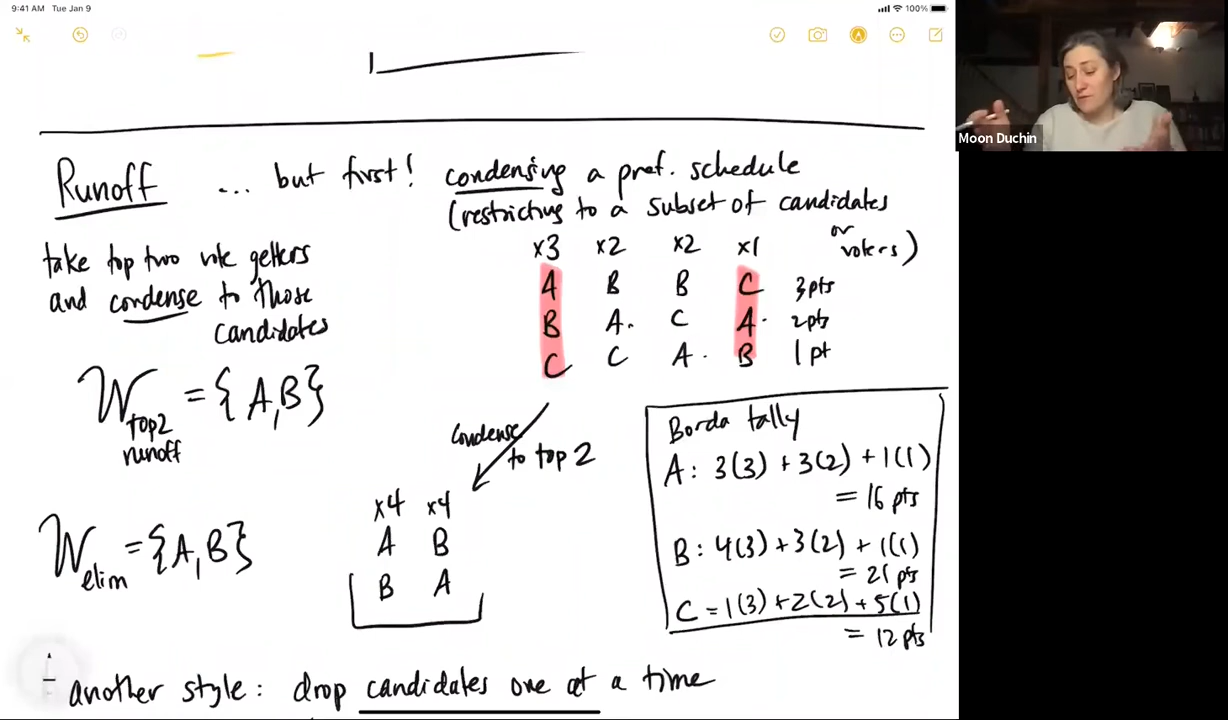 9:41 AM Tue Jan 9
100%
Moon Duchin
Runoff ... but first! condensing a pref. schedule
(restricting to a subset of candidates
or voters)
take top two vote getters
and condense to those
candidates
x3 x2 x2 x1
A B B C 3pts
B A. C A. 2pts
C C A. B 1 pt
W top2 runoff = {A,B}
condense
to top 2
x4 x4
A B
B A
W elim = {A,B}
Borda tally
A: 3(3) + 3(2) + 1(1)
= 16 pts
B: 4(3) + 3(2) + 1(1)
= 21 pts
C = 1(3) + 2(2) + 5(1)
= 12 pts
another style: drop candidates one at a time